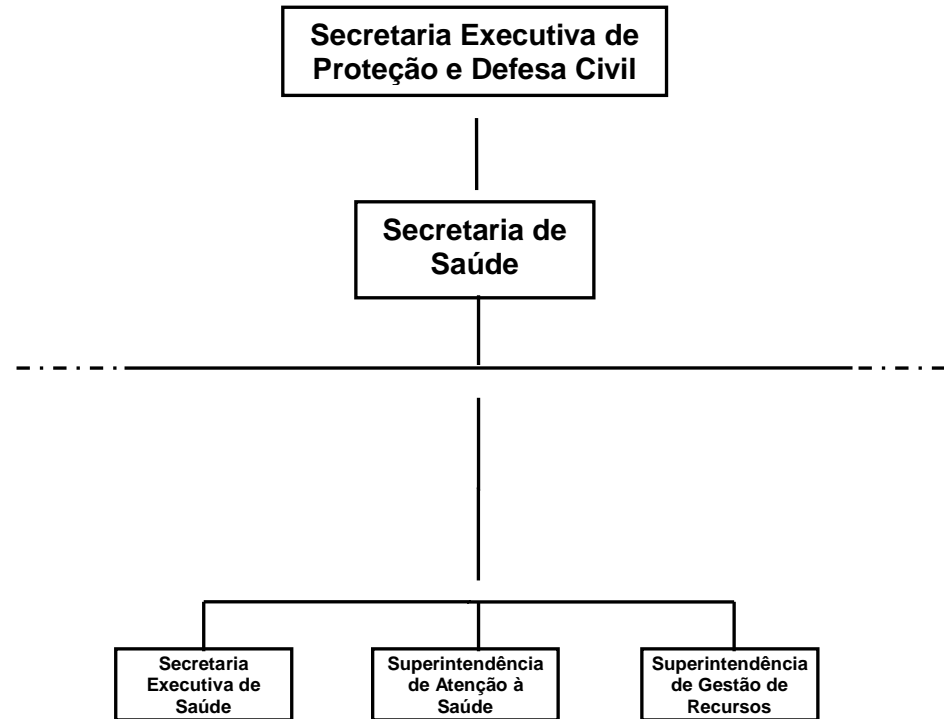 Secretaria Executiva de
Proteção e Defesa Civil
Secretaria de
Saúde
Secretaria
Executiva de
Saúde
Superintendência
de Atenção à
Saúde
Superintendência
de Gestão de
Recursos